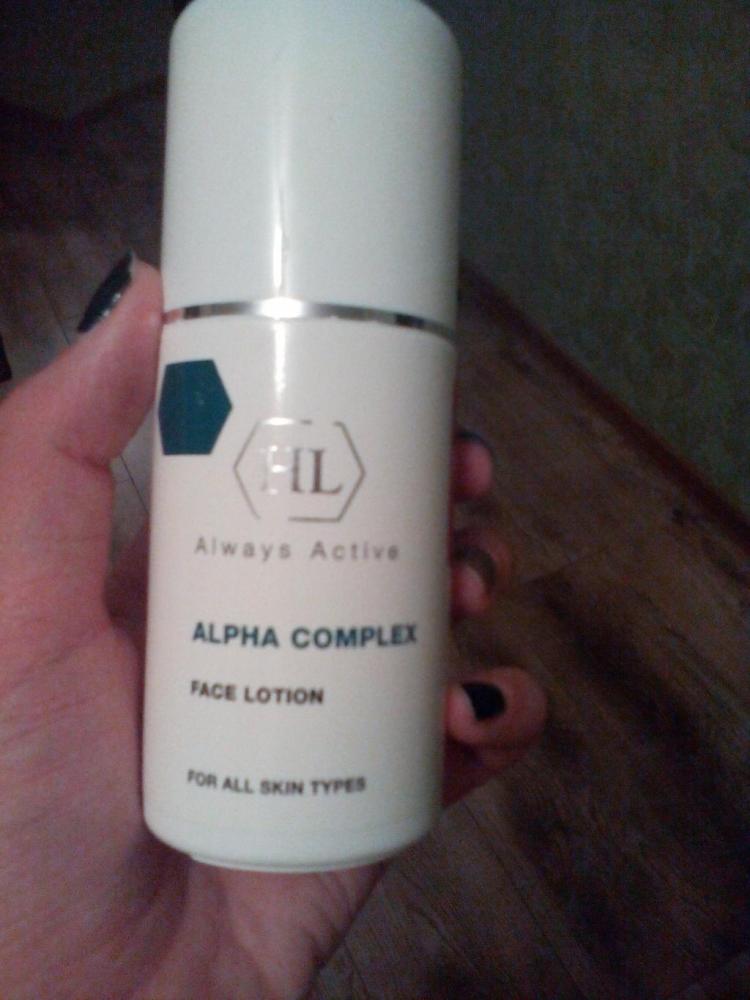 HL
Always Active
ALPHA COMPLEX
FACE LOTION
FOR ALL SKIN TYPES